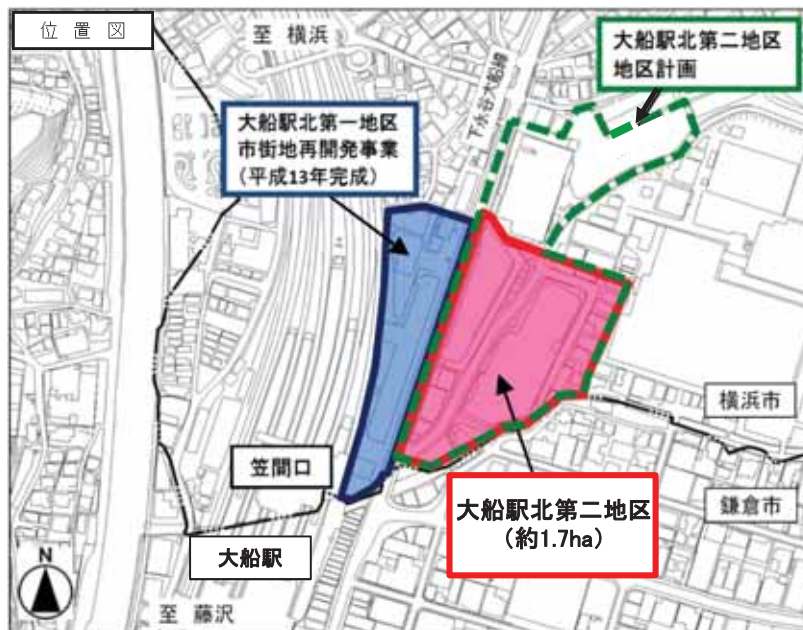 位 置 図
至 横浜
下永谷大船線
大船駅北第二地区
地区計画
大船駅北第一地区
市街地再開発事業
（平成13年完成）
横浜市
笠間口
鎌倉市
大船駅北第二地区
（約1.7ha）
大船駅
N
至 藤沢